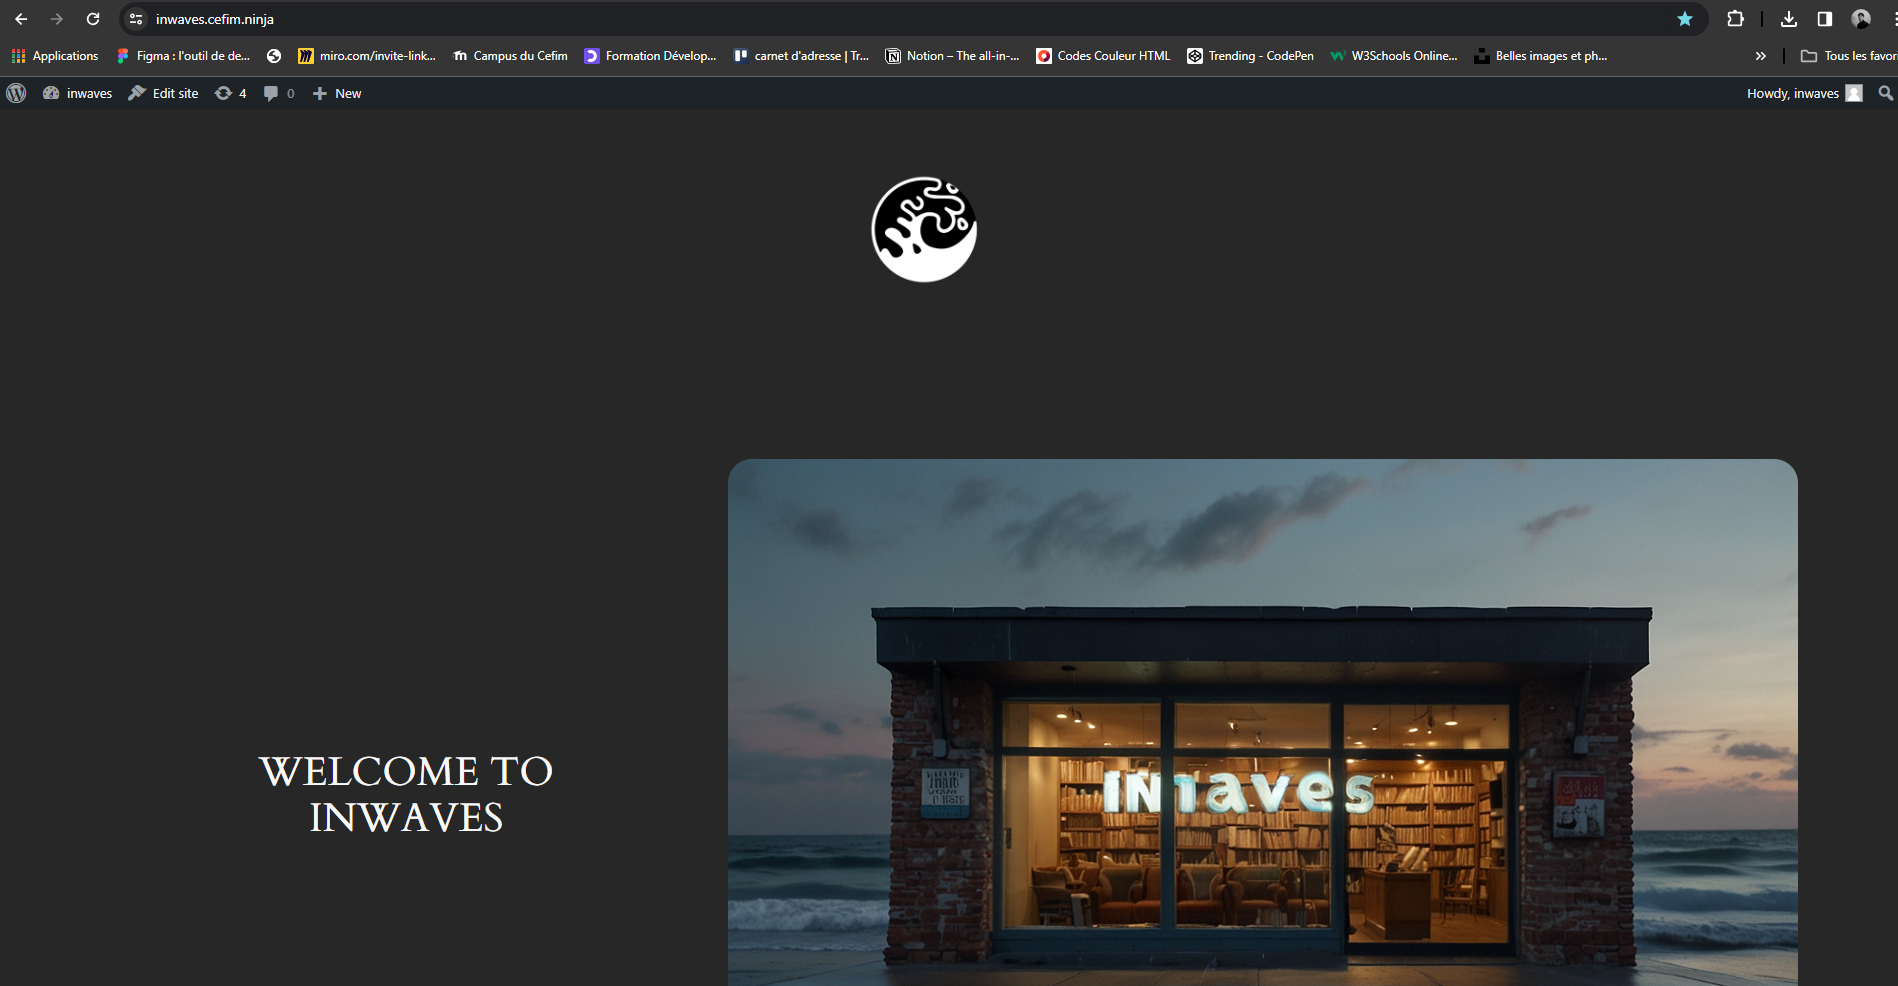 inwaves.cefim.ninja
Applications
Figma : l'outil de de...
miro.com/invite-link...
Campus du Cefim
Formation Dévelop...
carnet d'adresse | Tr...
Notion – The all-in-...
Codes Couleur HTML
Trending - CodePen
W3Schools Online...
Belles images et ph...
Tous les favor
inwaves
Edit site
4
0
New
Howdy, inwaves
WELCOME TO
INWAVES